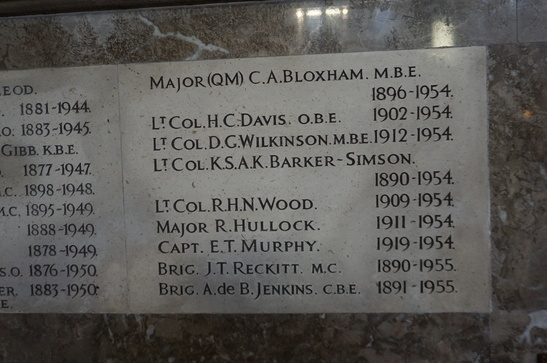 EOD.
1881-1944.
O. 1883-1945.
GIBB. K.B.E.
1877-1947.
.C. 1898-1948.
M.C. 1895-1949.
1888-1949.
1878-1949.
S.O. 1876-1950.
ER. 1883-1950.
E.
MAJOR (QM) C.A. BLOXHAM. M.B.E.
1896-1954.
LT COL. H.C. DAVIS. O.B.E. 1902-1954.
LT COL. D.G. WILKINSON. M.B.E. 1912-1954.
LT COL. K.S.A.K. BARKER-SIMSON.
1890-1954.
LT COL. R.H.N. WOOD. 1909-1954.
MAJOR R. HULLOCK. 1911-1954.
CAPT. E.T. MURPHY. 1919-1954.
BRIG. J.T. RECKITT. M.C. 1890-1955.
BRIG. A. de B. JENKINS. C.B.E. 1891-1955.